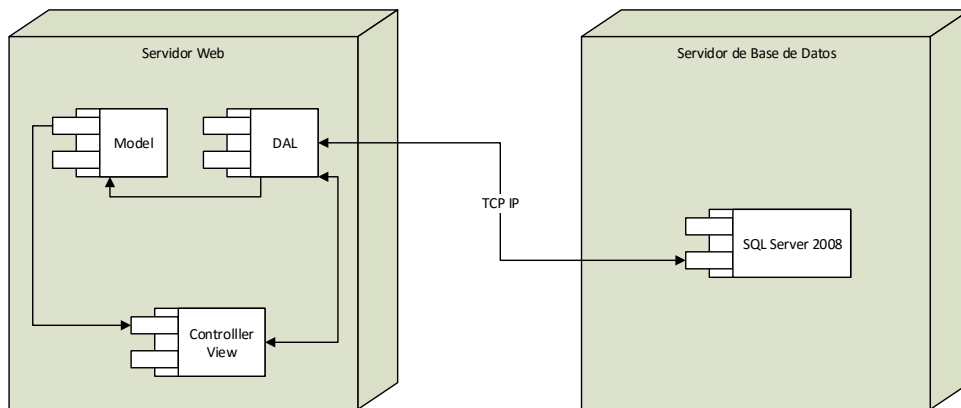 Servidor Web
Servidor de Base de Datos
Model
DAL
TCP IP
SQL Server 2008
Controlller
View